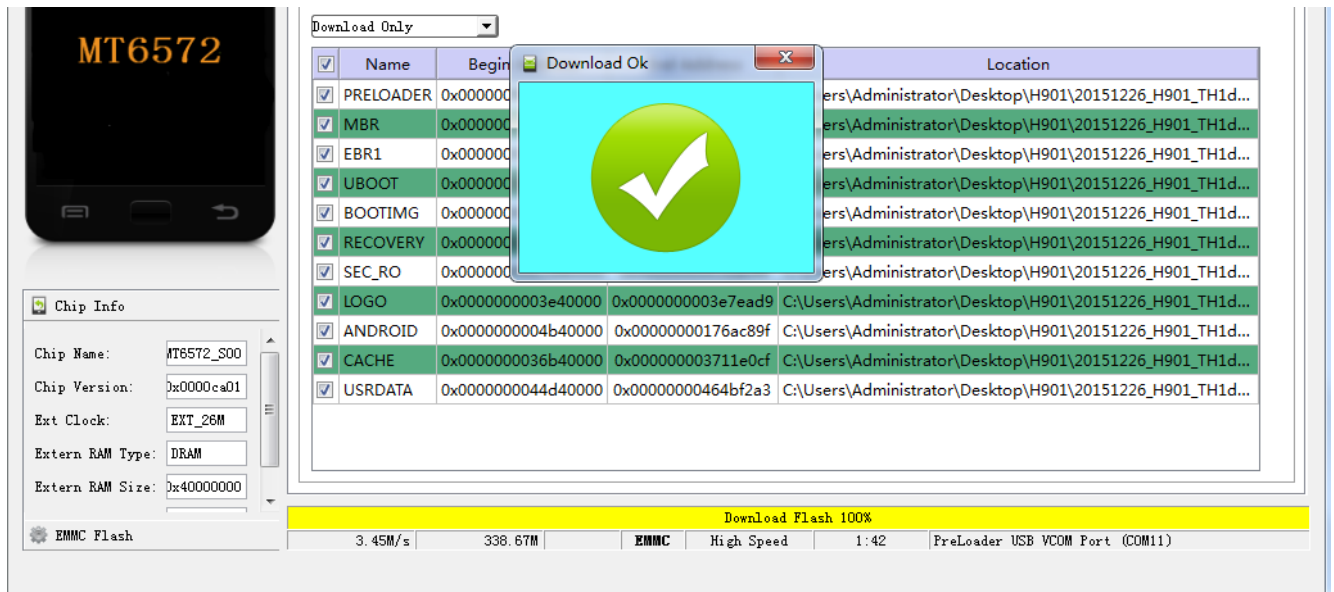 MT6572
Download Only
Name Begin Location
Download Ok
PRELOADER 0x000000 ers\Administrator\Desktop\H901\20151226_H901_TH1d...
MBR 0x000000 ers\Administrator\Desktop\H901\20151226_H901_TH1d...
EBR1 0x000000 ers\Administrator\Desktop\H901\20151226_H901_TH1d...
UBOOT 0x000000 ers\Administrator\Desktop\H901\20151226_H901_TH1d...
BOOTIMG 0x000000 ers\Administrator\Desktop\H901\20151226_H901_TH1d...
RECOVERY 0x000000 ers\Administrator\Desktop\H901\20151226_H901_TH1d...
SEC_RO 0x000000 ers\Administrator\Desktop\H901\20151226_H901_TH1d...
LOGO 0x0000000003e40000 0x0000000003e7ead9 C:\Users\Administrator\Desktop\H901\20151226_H901_TH1d...
ANDROID 0x0000000004b40000 0x00000000176ac89f C:\Users\Administrator\Desktop\H901\20151226_H901_TH1d...
CACHE 0x0000000036b40000 0x000000003711e0cf C:\Users\Administrator\Desktop\H901\20151226_H901_TH1d...
USRDATA 0x0000000044d40000 0x00000000464bf2a3 C:\Users\Administrator\Desktop\H901\20151226_H901_TH1d...
Chip Info
Chip Name: MT6572_S00
Chip Version: 0x0000ca01
Ext Clock: EXT_26M
Extern RAM Type: DRAM
Extern RAM Size: 0x40000000
EMMC Flash
Download Flash 100%
3.45M/s 338.67M EMMC High Speed 1:42 PreLoader USB VCOM Port (COM11)